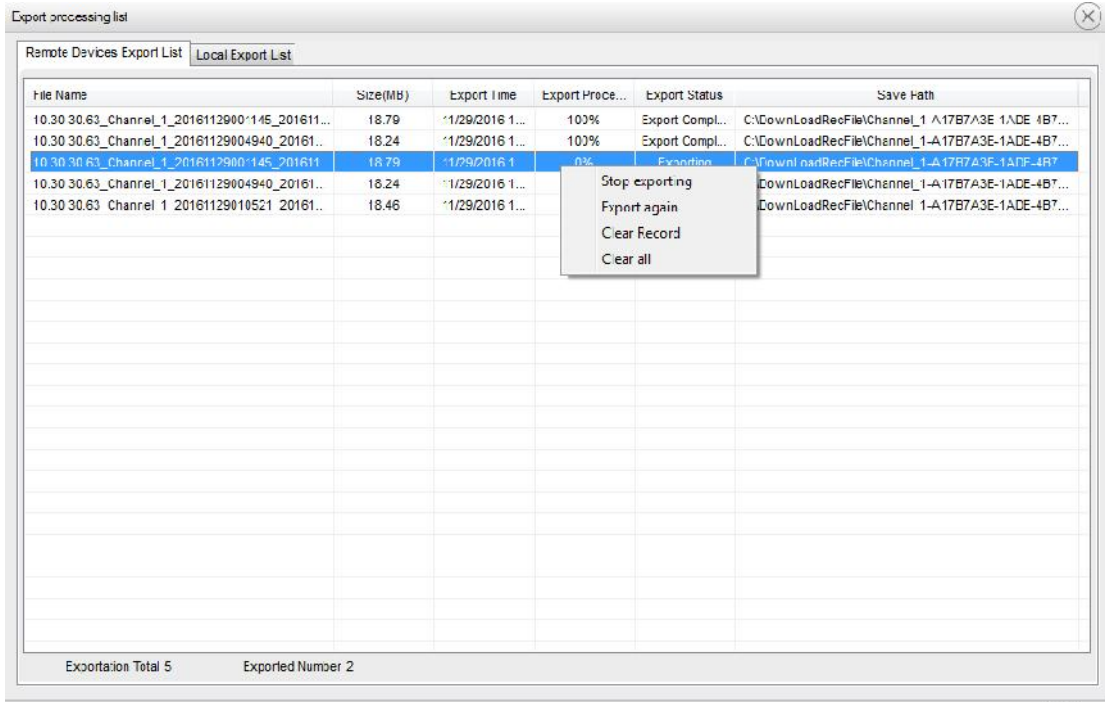 Export processing list
Remote Devices Export List Local Export List
File Name Size(MB) Export Time Export Proce... Export Status Save Path
10.30.30.63_Channel_1_20161129001145_201611... 18.79 11/29/2016 1... 100% Export Compl... C:\DownLoadRecFile\Channel_1-A17B7A3E-1ADE-4B7...
10.30.30.63_Channel_1_20161129004940_20161... 18.24 11/29/2016 1... 100% Export Compl... C:\DownLoadRecFile\Channel_1-A17B7A3E-1ADE-4B7...
10.30.30.63_Channel_1_20161129001145_201611 18.79 11/29/2016 1 0% Exporting C:\DownLoadRecFile\Channel_1-A17B7A3E-1ADE-4B7
10.30.30.63_Channel_1_20161129004940_20161... 18.24 11/29/2016 1... DownLoadRecFile\Channel_1-A17B7A3E-1ADE-4B7...
10.30.30.63_Channel_1_20161129010521_20161... 18.46 11/29/2016 1... DownLoadRecFile\Channel_1-A17B7A3E-1ADE-4B7...
Stop exporting
Export again
Clear Record
Clear all
Exportation Total 5 Exported Number 2